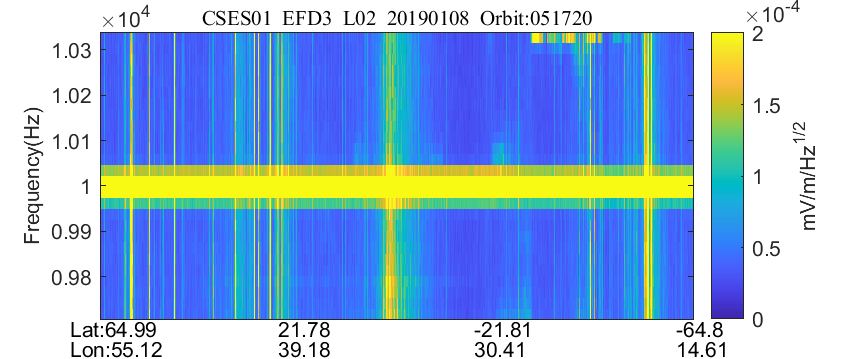 CSES01 EFD3 L02 20190108 Orbit:051720
×10⁴
×10⁻⁴
1.03
1.02
1.01
1
0.99
0.98
Frequency(Hz)
2
1.5
1
0.5
0
mV/m/Hz^1/2
Lat:64.99 21.78 -21.81 -64.8
Lon:55.12 39.18 30.41 14.61